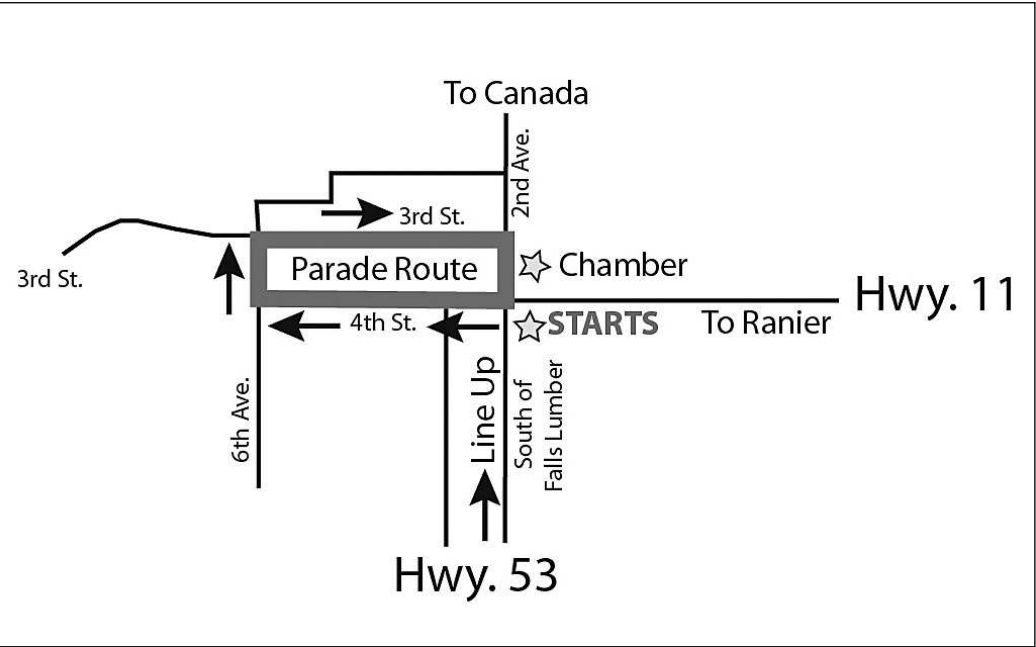 To Canada
2nd Ave.
3rd St.
3rd St.
Parade Route
Chamber
Hwy. 11
4th St.
STARTS
To Ranier
6th Ave.
Line Up
South of
Falls Lumber
Hwy. 53